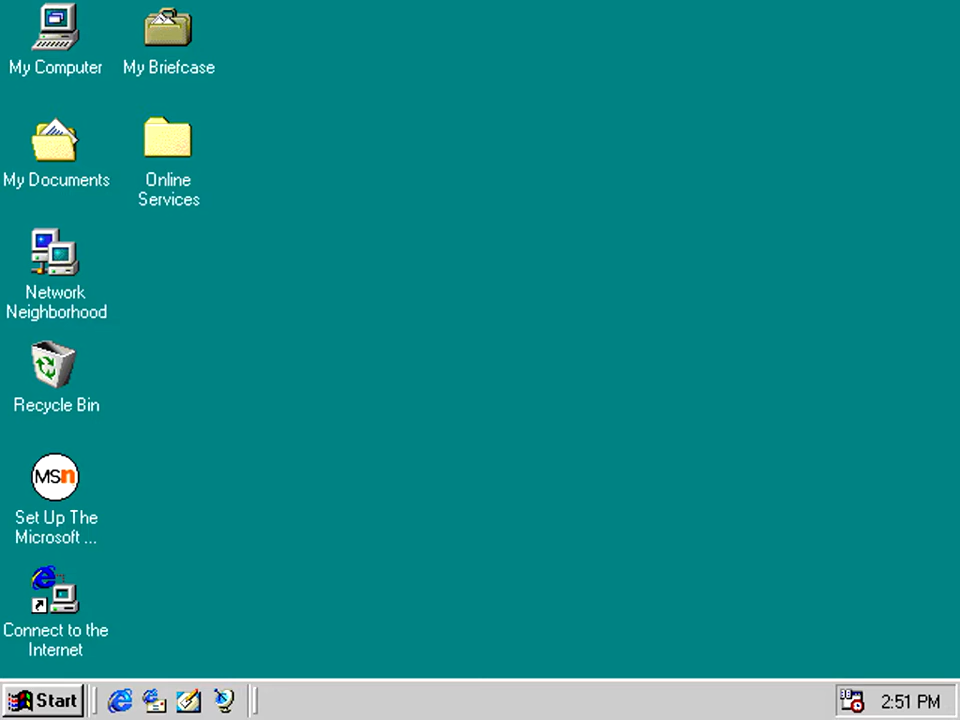 My Computer
My Briefcase
My Documents
Online
Services
Network
Neighborhood
Recycle Bin
MSn
Set Up The
Microsoft ...
Connect to the
Internet
Start
2:51 PM